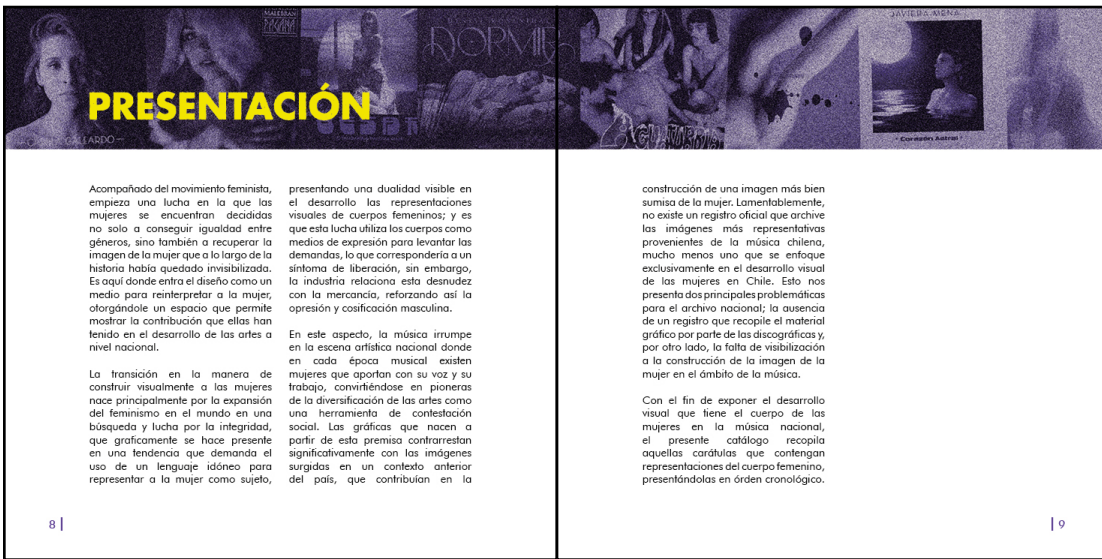 MALEBRÁN
PAGANA
DORMI
JAVIERA MENA
GALLARDO
Corazón Astral
PRESENTACIÓN
Acompañado del movimiento feminista,
empieza una lucha en la que las
mujeres se encuentran decididas
no solo a conseguir igualdad entre
géneros, sino también a recuperar la
imagen de la mujer que a lo largo de la
historia había quedado invisibilizada.
Es aquí donde entra el diseño como un
medio para reinterpretar a la mujer,
otorgándole un espacio que permite
mostrar la contribución que ellas han
tenido en el desarrollo de las artes a
nivel nacional.
La transición en la manera de
construir visualmente a las mujeres
nace principalmente por la expansión
del feminismo en el mundo en una
búsqueda y lucha por la integridad,
que graficamente se hace presente
en una tendencia que demanda el
uso de un lenguaje idóneo para
representar a la mujer como sujeto,
presentando una dualidad visible en
el desarrollo las representaciones
visuales de cuerpos femeninos; y es
que esta lucha utiliza los cuerpos como
medios de expresión para levantar las
demandas, lo que correspondería a un
síntoma de liberación, sin embargo,
la industria relaciona esta desnudez
con la mercancía, reforzando así la
opresión y cosificación masculina.
En este aspecto, la música irrumpe
en la escena artística nacional donde
en cada época musical existen
mujeres que aportan con su voz y su
trabajo, convirtiéndose en pioneras
de la diversificación de las artes como
una herramienta de contestación
social. Las gráficas que nacen a
partir de esta premisa contrarrestan
significativamente con las imágenes
surgidas en un contexto anterior
del país, que contribuían en la
construcción de una imagen más bien
sumisa de la mujer. Lamentablemente,
no existe un registro oficial que archive
las imágenes más representativas
provenientes de la música chilena,
mucho menos uno que se enfoque
exclusivamente en el desarrollo visual
de las mujeres en Chile. Esto nos
presenta dos principales problemáticas
para el archivo nacional; la ausencia
de un registro que recopile el material
gráfico por parte de las discográficas y,
por otro lado, la falta de visibilización
a la construcción de la imagen de la
mujer en el ámbito de la música.
Con el fin de exponer el desarrollo
visual que tiene el cuerpo de las
mujeres en la música nacional,
el presente catálogo recopila
aquellas carátulas que contengan
representaciones del cuerpo femenino,
presentándolas en órden cronológico.
8
9